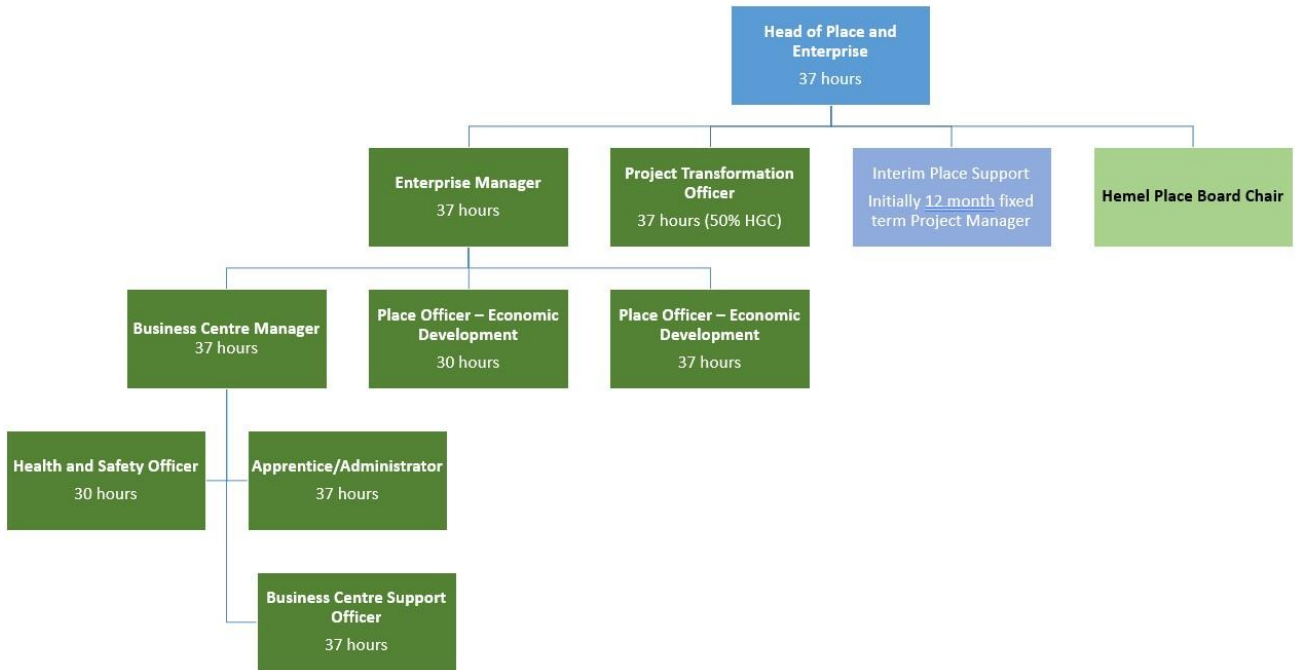 Head of Place and
Enterprise
37 hours
Enterprise Manager
37 hours
Project Transformation
Officer
37 hours (50% HGC)
Interim Place Support
Initially 12 month fixed
term Project Manager
Hemel Place Board Chair
Business Centre Manager
37 hours
Place Officer – Economic
Development
30 hours
Place Officer – Economic
Development
37 hours
Health and Safety Officer
30 hours
Apprentice/Administrator
37 hours
Business Centre Support
Officer
37 hours